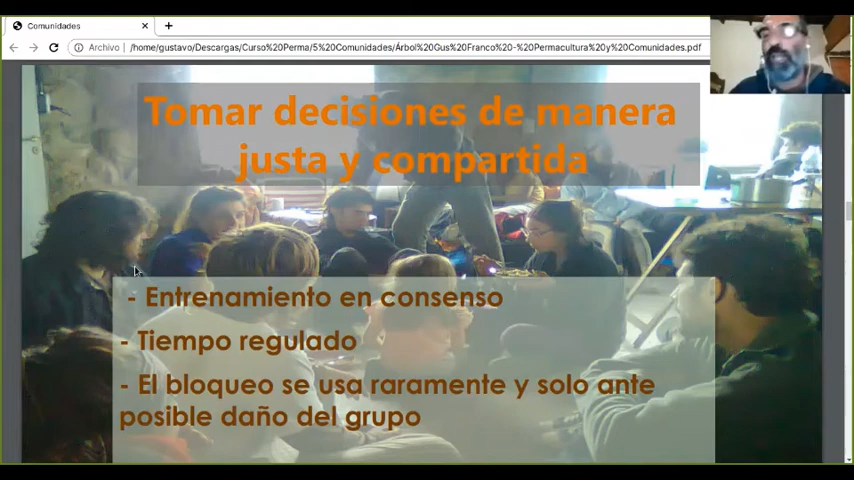 Comunidades
Archivo
/home/gustavo/Descargas/Curso%20Perma/5%20Comunidades/Árbol%20Gus%20Franco%20-%20Permacultura%20y%20Comunidades.pdf
Tomar decisiones de manera
justa y compartida
- Entrenamiento en consenso
- Tiempo regulado
- El bloqueo se usa raramente y solo ante
posible daño del grupo